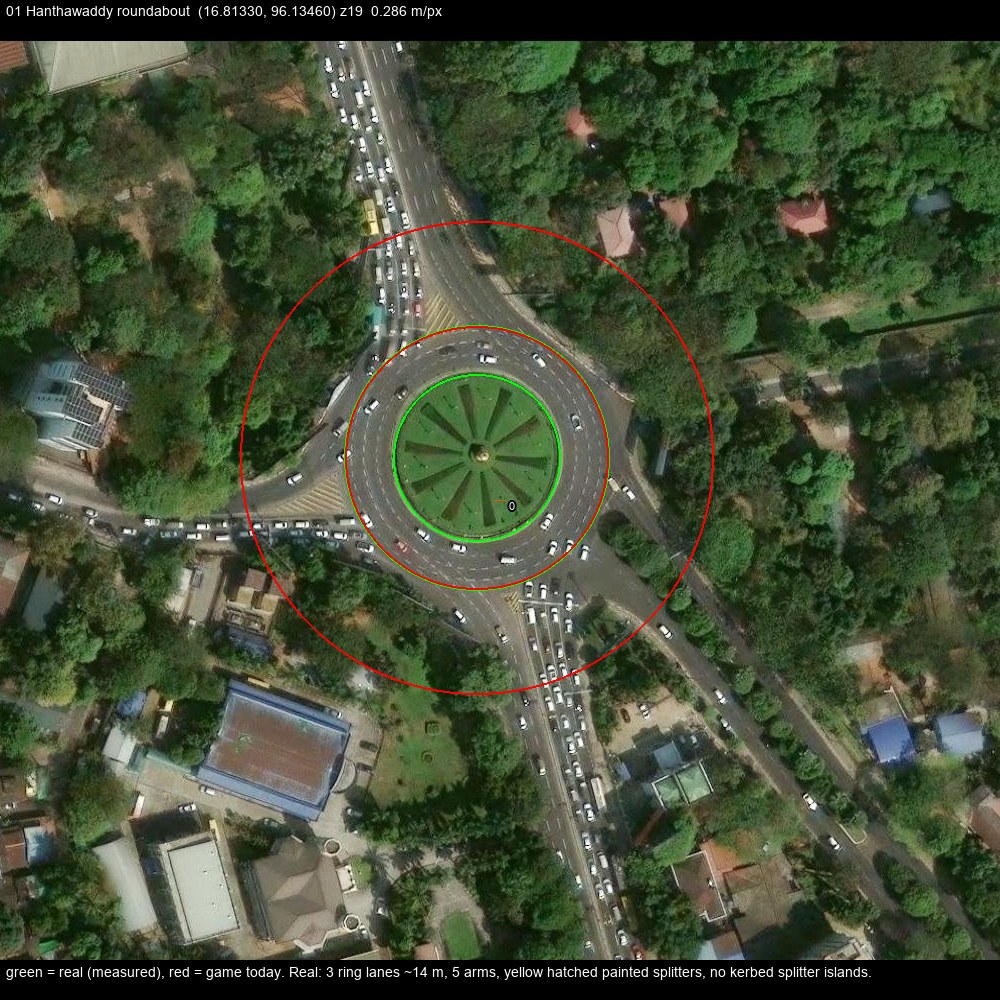 01 Hanthawaddy roundabout  (16.81330, 96.13460) z19  0.286 m/px
0
green = real (measured), red = game today. Real: 3 ring lanes ~14 m, 5 arms, yellow hatched painted splitters, no kerbed splitter islands.